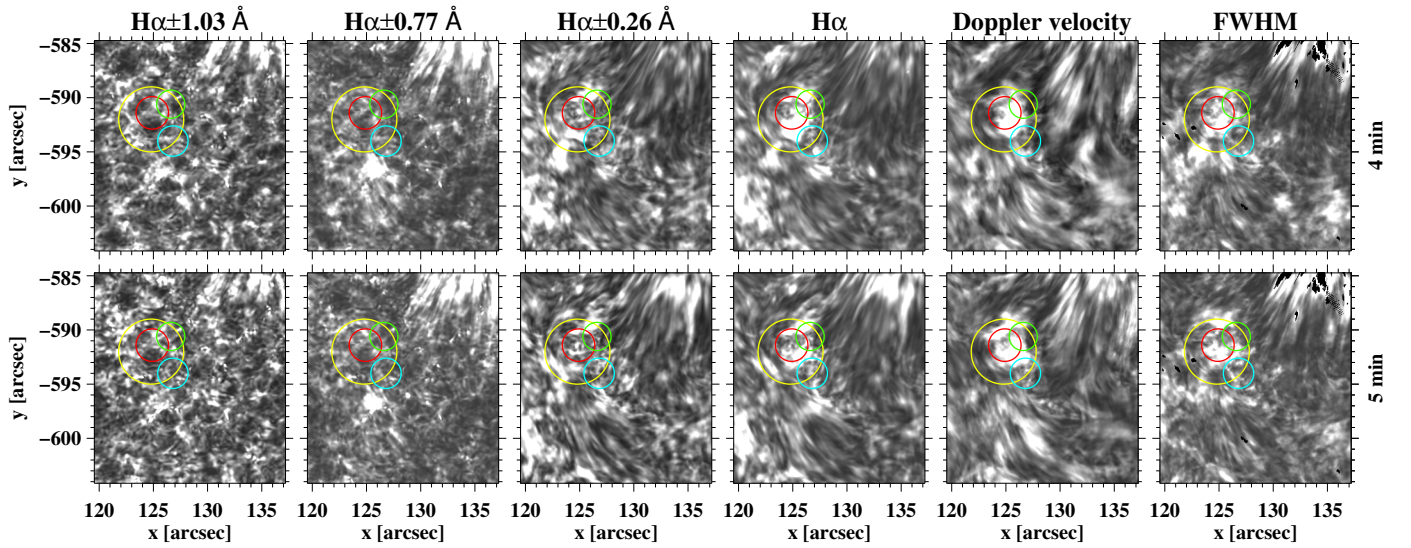 Hα±1.03 Å Hα±0.77 Å Hα±0.26 Å Hα Doppler velocity FWHM
−585
−590
−595
−600
y [arcsec]
4 min
−585
−590
−595
−600
y [arcsec]
5 min
120 125 130 135 120 125 130 135 120 125 130 135 120 125 130 135 120 125 130 135 120 125 130 135
x [arcsec] x [arcsec] x [arcsec] x [arcsec] x [arcsec] x [arcsec]